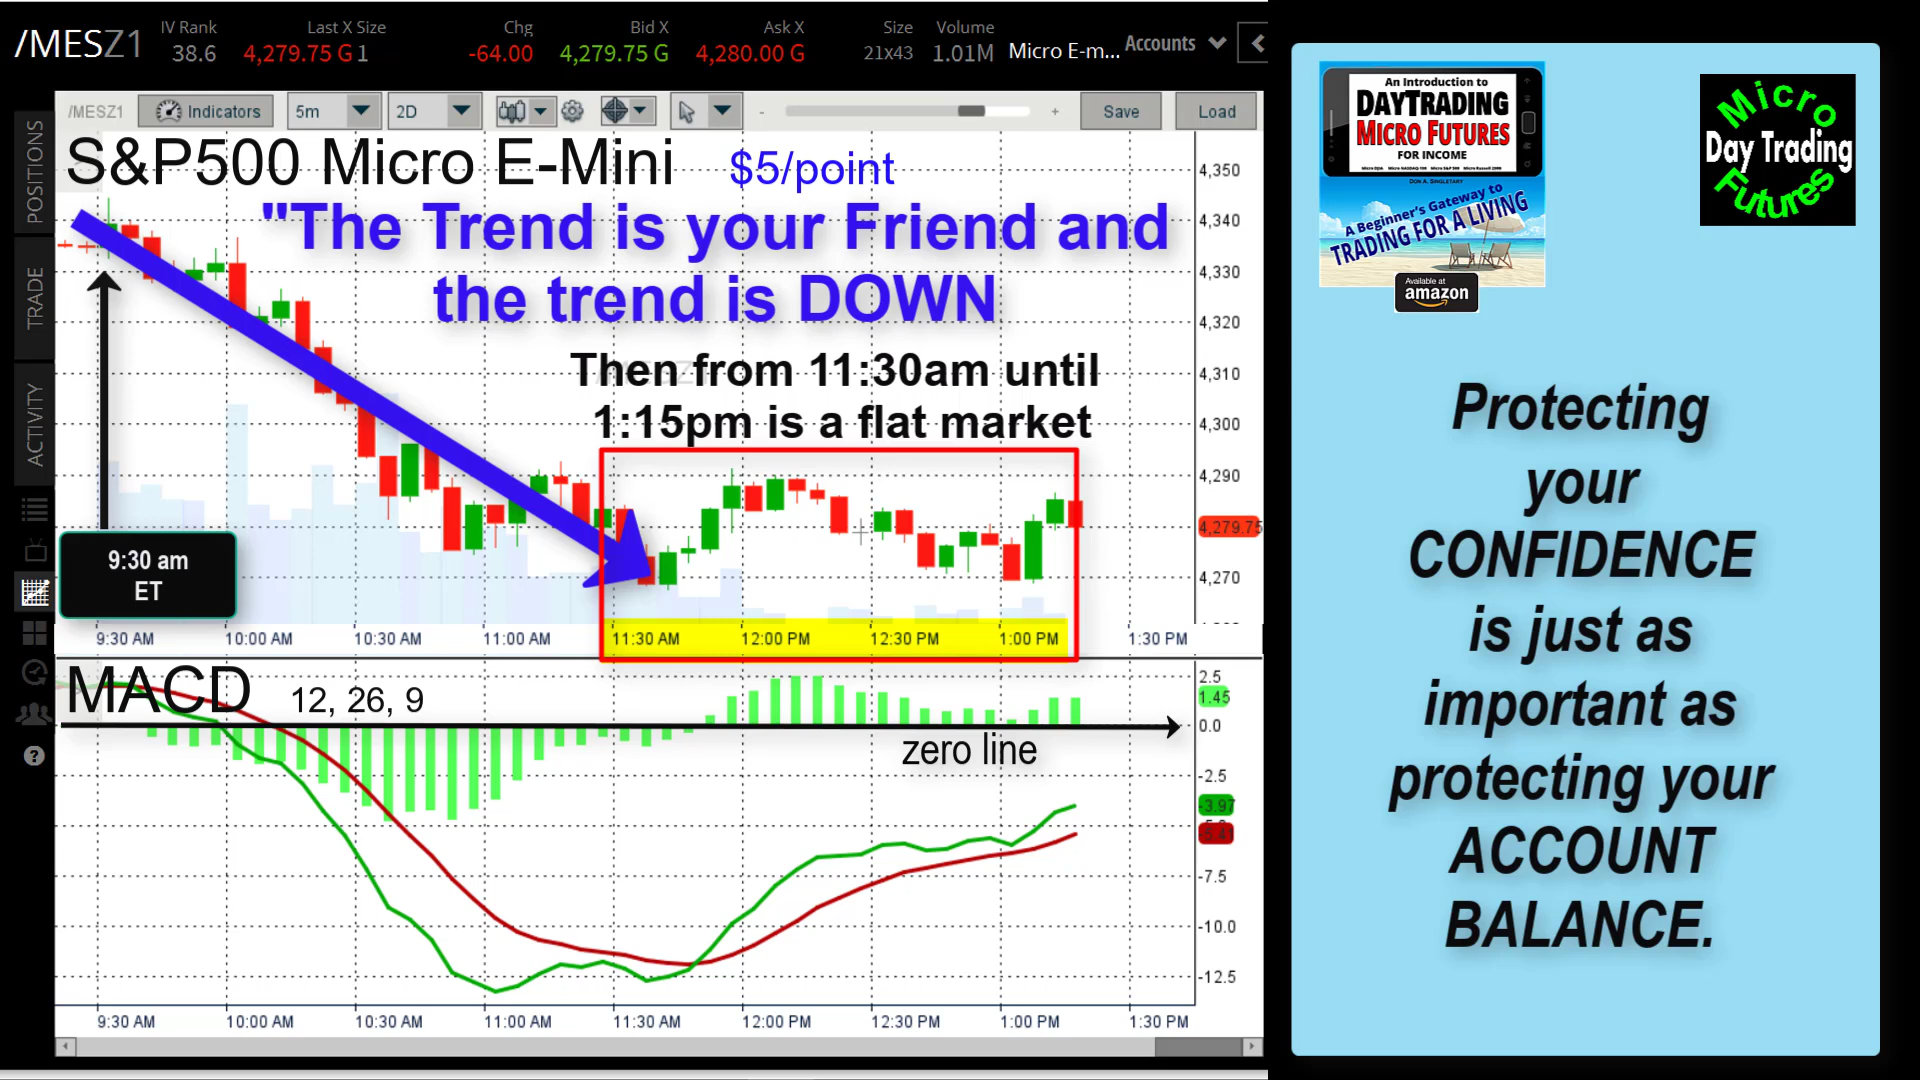 /MESZ1
IV Rank
38.6
Last X Size
4,279.75 G 1
Chg
-64.00
Bid X
4,279.75 G
Ask X
4,280.00 G
Size
21x43
Volume
1.01M
Micro E-m...
Accounts
POSITIONS
TRADE
ACTIVITY
/MESZ1
Indicators
5m
2D
-
+
Save
Load
S&P500 Micro E-Mini
$5/point
"The Trend is your Friend and
the trend is DOWN
Then from 11:30am until
1:15pm is a flat market
9:30 am
ET
4,350
4,340
4,330
4,320
4,310
4,300
4,290
4,279.75
4,270
9:30 AM 10:00 AM 10:30 AM 11:00 AM 11:30 AM 12:00 PM 12:30 PM 1:00 PM 1:30 PM
MACD 12, 26, 9
zero line
2.5
1.45
0.0
-2.5
-3.97
-5.41
-7.5
-10.0
-12.5
9:30 AM 10:00 AM 10:30 AM 11:00 AM 11:30 AM 12:00 PM 12:30 PM 1:00 PM 1:30 PM
?
An Introduction to
DAYTRADING
MICRO FUTURES
FOR INCOME
Don A. Singletary
A Beginner's Gateway to
TRADING FOR A LIVING
Available at
amazon
Micro
Day Trading
Futures
Protecting
your
CONFIDENCE
is just as
important as
protecting your
ACCOUNT
BALANCE.